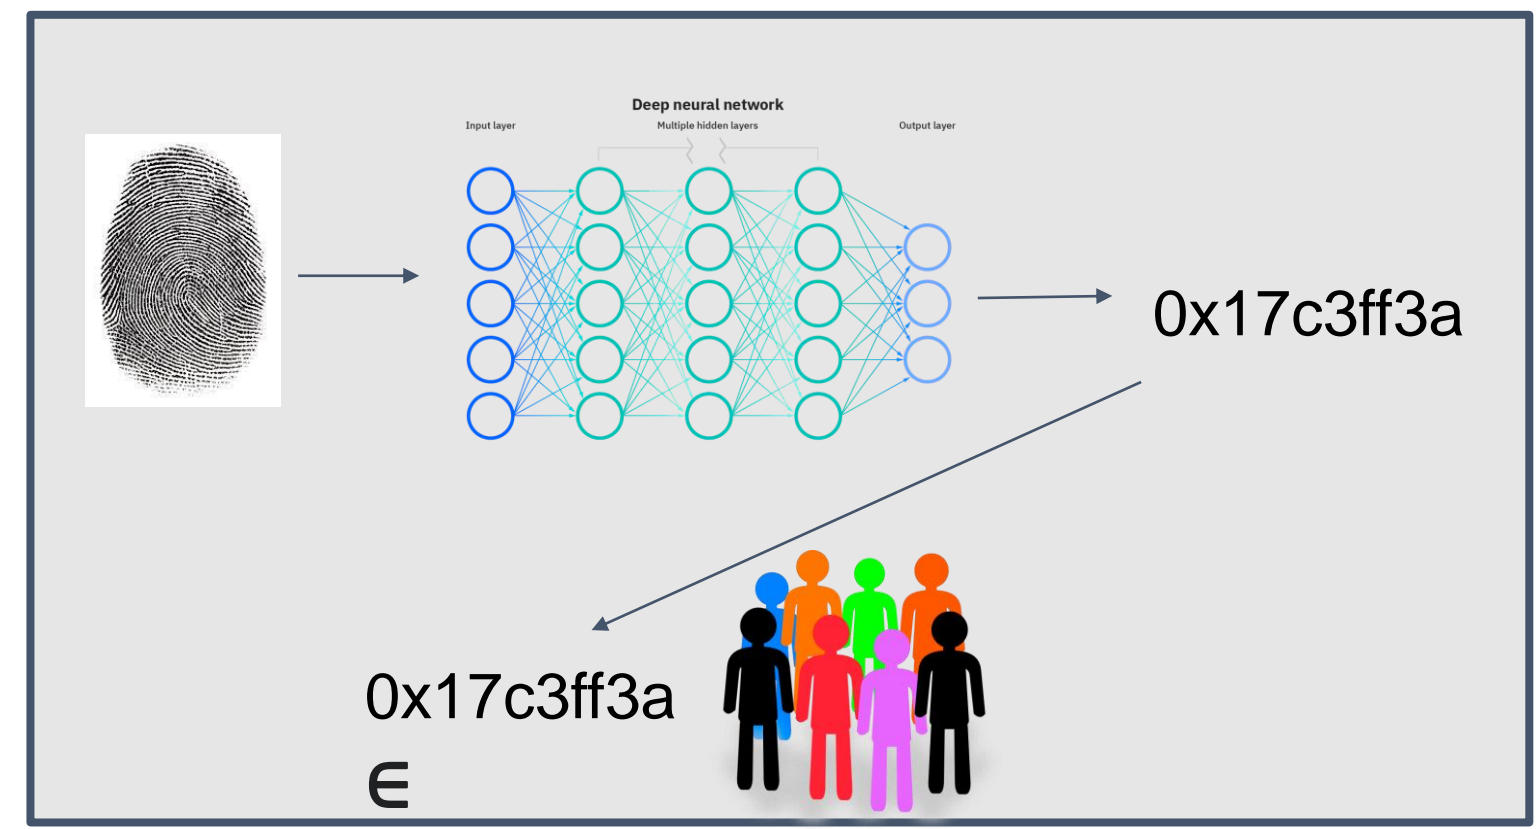 Deep neural network
Input layer
Multiple hidden layers
Output layer
0x17c3ff3a
0x17c3ff3a
∈